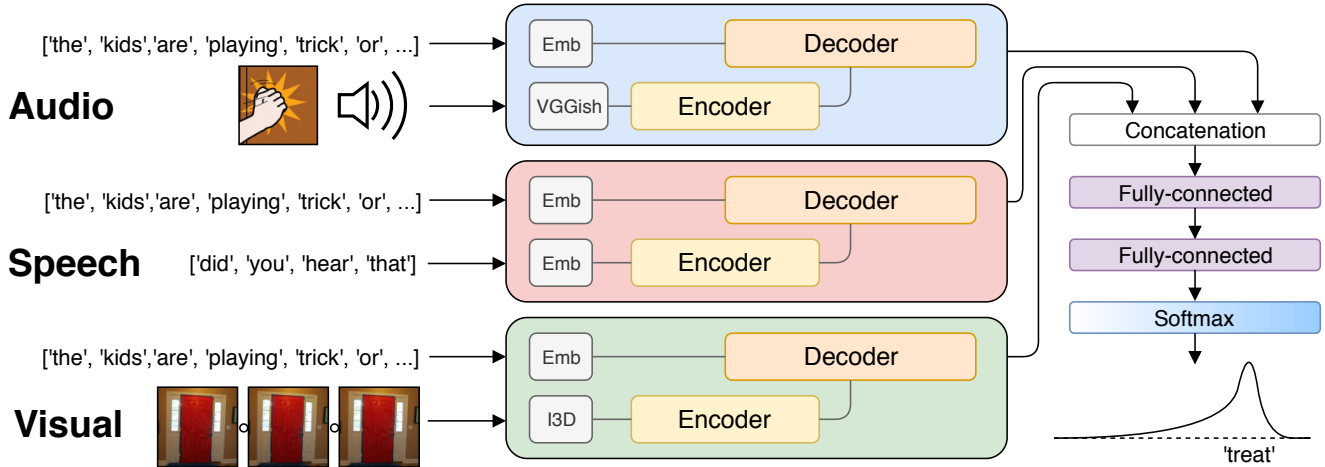 ['the', 'kids','are', 'playing', 'trick', 'or', ...]
Emb
Decoder
Audio
VGGish
Encoder
Concatenation
['the', 'kids','are', 'playing', 'trick', 'or', ...]
Emb
Decoder
Fully-connected
Speech
['did', 'you', 'hear', 'that']
Emb
Encoder
Fully-connected
Softmax
['the', 'kids','are', 'playing', 'trick', 'or', ...]
Emb
Decoder
Visual
I3D
Encoder
'treat'